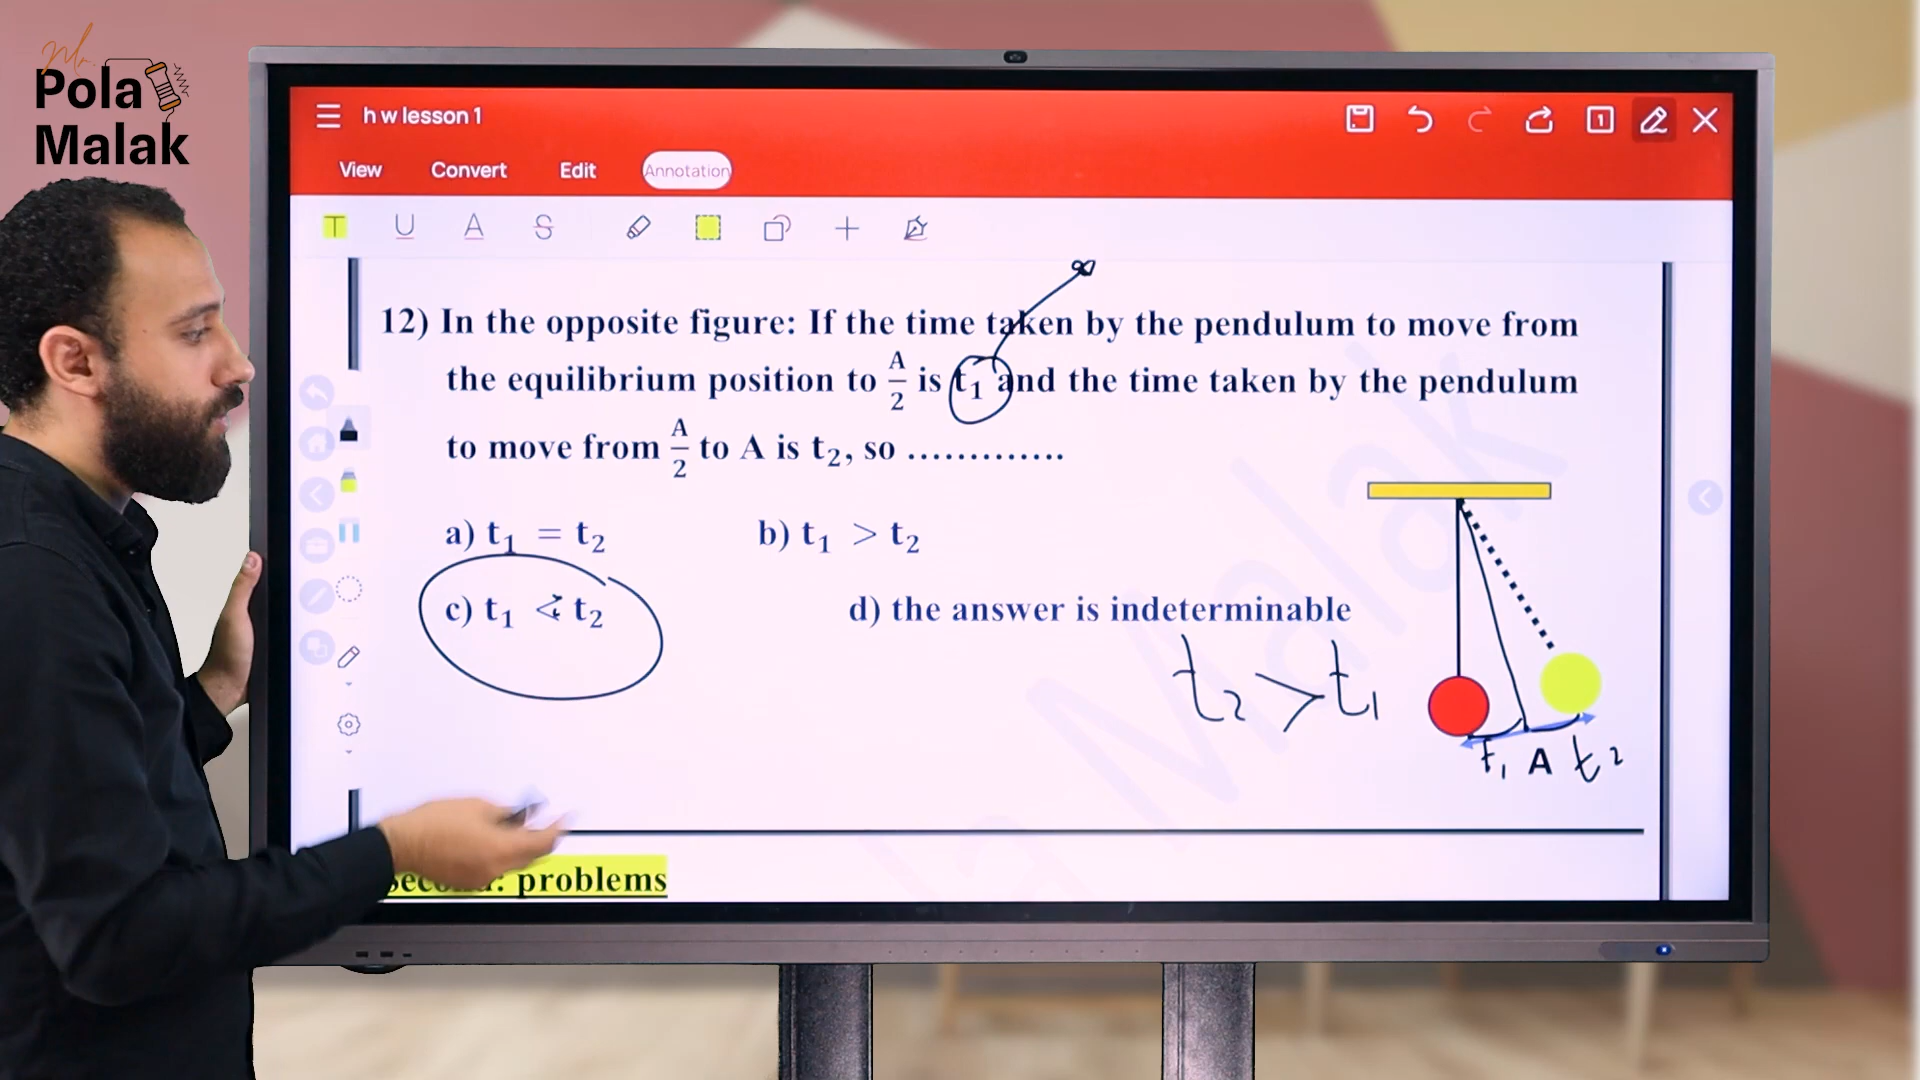 Mr.
Pola
Malak
h w lesson 1
1
View Convert Edit Annotation
T U A S
12) In the opposite figure: If the time taken by the pendulum to move from
the equilibrium position to A/2 is t₁ and the time taken by the pendulum
to move from A/2 to A is t₂, so .............
a) t₁ = t₂ b) t₁ > t₂
c) t₁ < t₂ d) the answer is indeterminable
t₂ > t₁
t₁ A t₂
Second: problems
Malak